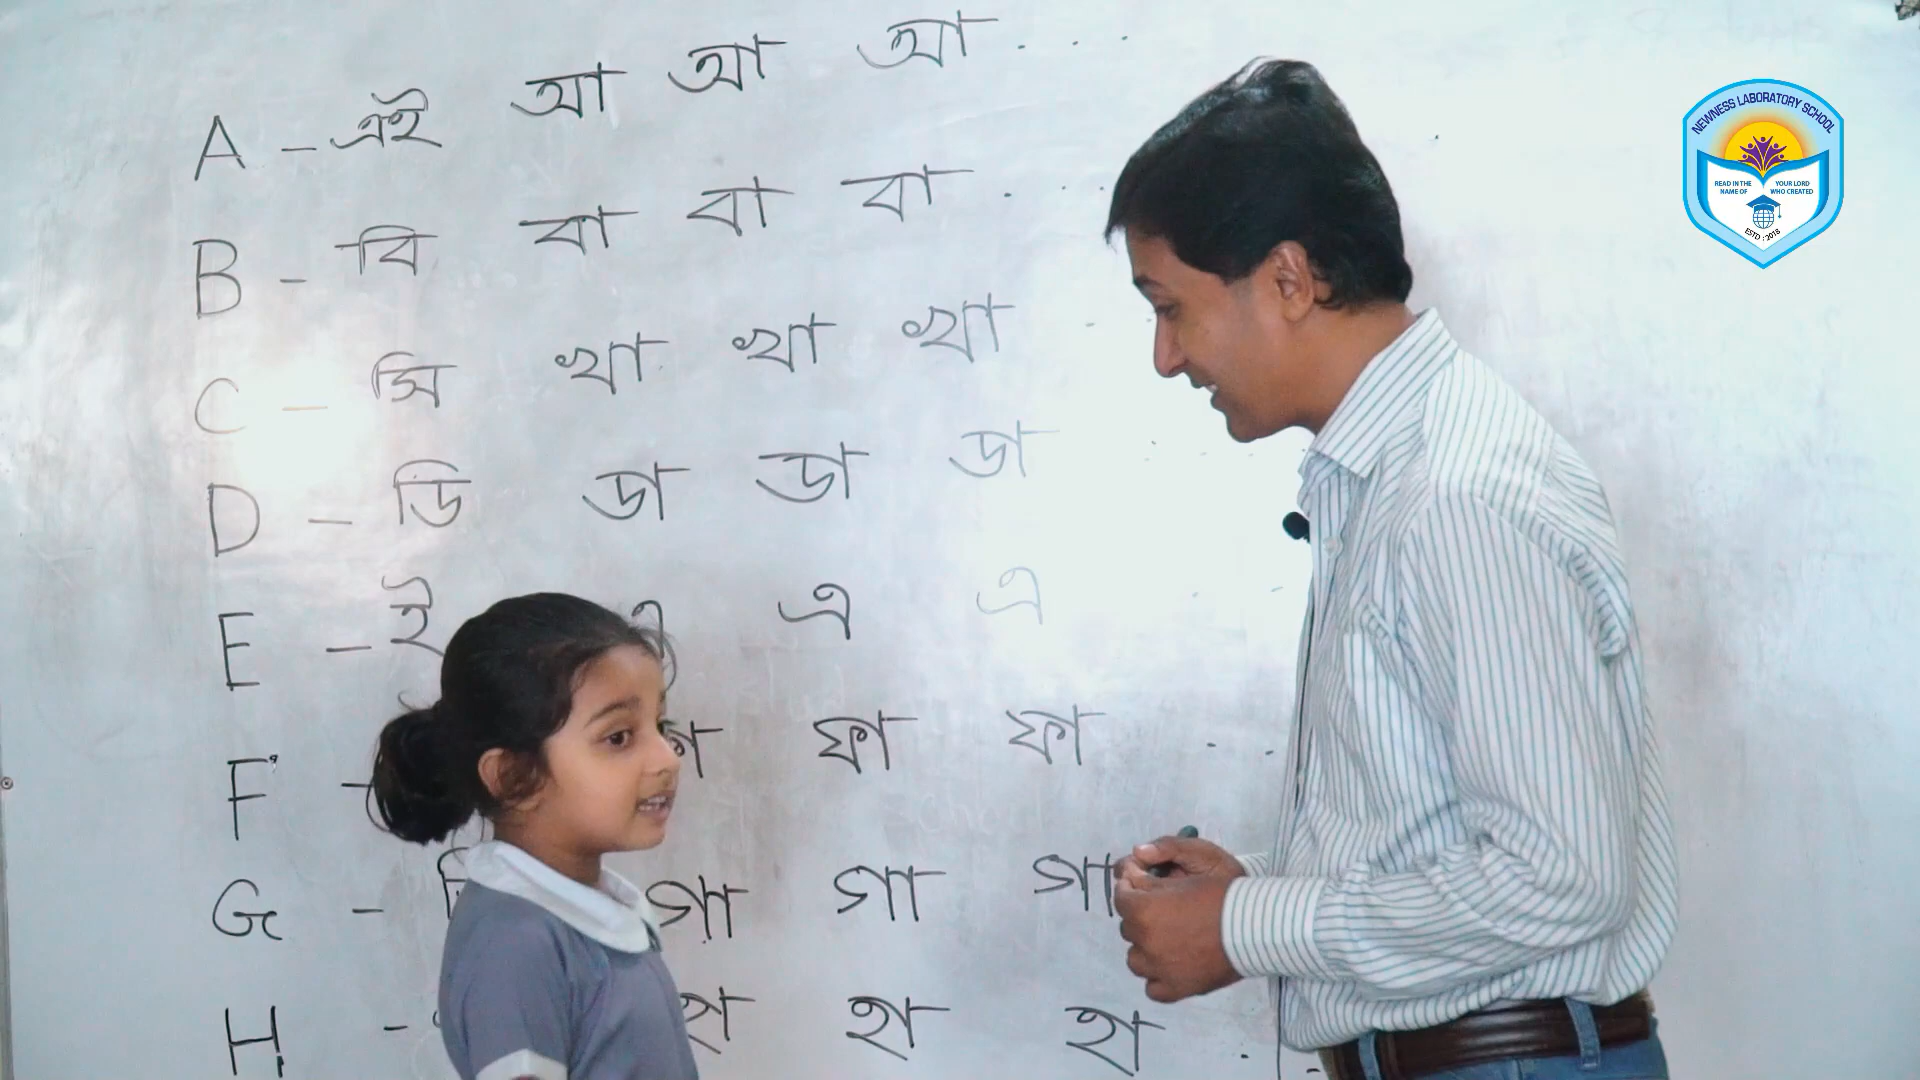 A - এই আ আ আ . . . .
B - বি বা বা বা . . . .
C - সি খা খা খা
D - ডি ডা ডা ডা
E - ই এ এ
F - ফা ফা
G - গা গা গা
H - হা হা হা
NEWNESS LABORATORY SCHOOL
READ IN THE NAME OF YOUR LORD WHO CREATED
ESTD : 2018